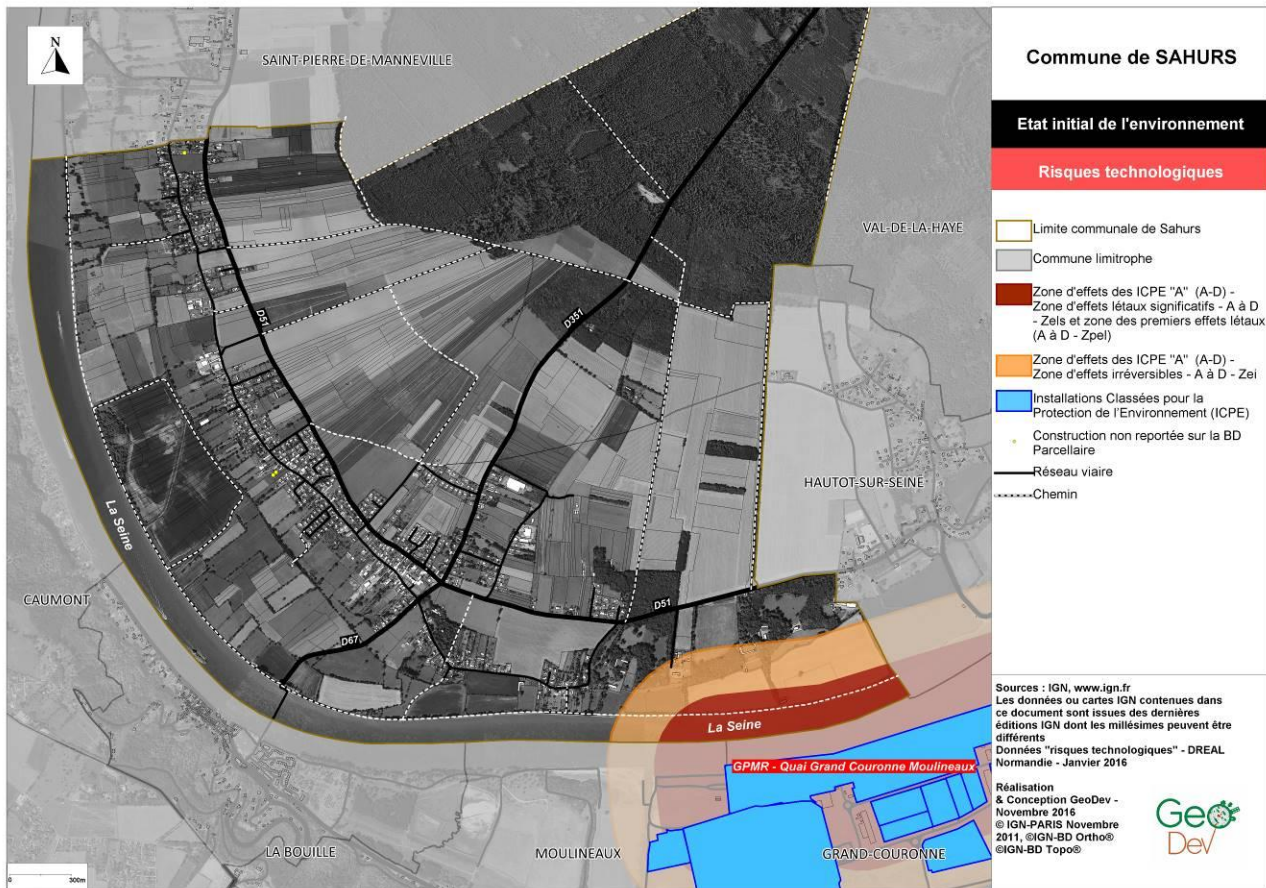 N
SAINT-PIERRE-DE-MANNEVILLE
VAL-DE-LA-HAYE
D51
D351
HAUTOT-SUR-SEINE
La Seine
CAUMONT
D67
D51
La Seine
GPMR - Quai Grand Couronne Moulineaux
LA BOUILLE
MOULINEAUX
GRAND-COURONNE
0
300m
Commune de SAHURS
Etat initial de l'environnement
Risques technologiques
Limite communale de Sahurs
Commune limitrophe
Zone d'effets des ICPE "A" (A-D) -
Zone d'effets létaux significatifs - A à D
- Zels et zone des premiers effets létaux
(A à D - Zpel)
Zone d'effets des ICPE "A" (A-D) -
Zone d'effets irréversibles - A à D - Zei
Installations Classées pour la
Protection de l'Environnement (ICPE)
Construction non reportée sur la BD
Parcellaire
Réseau viaire
Chemin
Sources : IGN, www.ign.fr
Les données ou cartes IGN contenues dans
ce document sont issues des dernières
éditions IGN dont les millésimes peuvent être
différents
Données "risques technologiques" - DREAL
Normandie - Janvier 2016
Réalisation
& Conception GeoDev -
Novembre 2016
© IGN-PARIS Novembre
2011, ©IGN-BD Ortho®
©IGN-BD Topo®
Geo
Dev